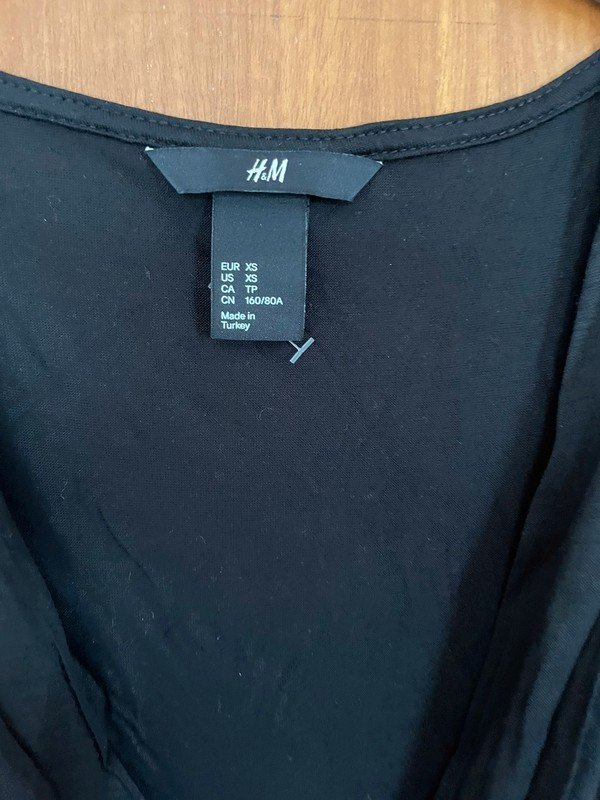 H&M
EUR XS
US XS
CA TP
CN 160/80A
Made in
Turkey